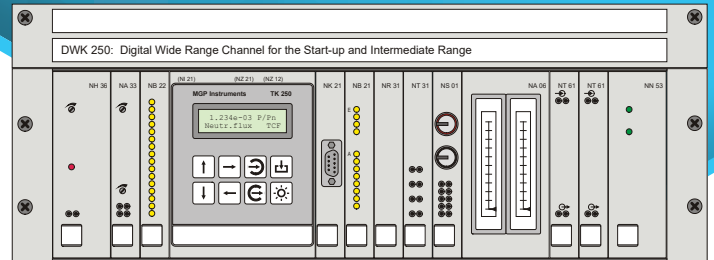 DWK 250: Digital Wide Range Channel for the Start-up and Intermediate Range
NH 36 NA 33 NB 22 (NI 21) (NZ 21) (NZ 12) NK 21 NB 21 NR 31 NT 31 NS 01 NA 06 NT 61 NT 61 NN 53
MGP Instruments TK 250
1.234e-03 P/Pn
Neutr.flux TCF
E
A